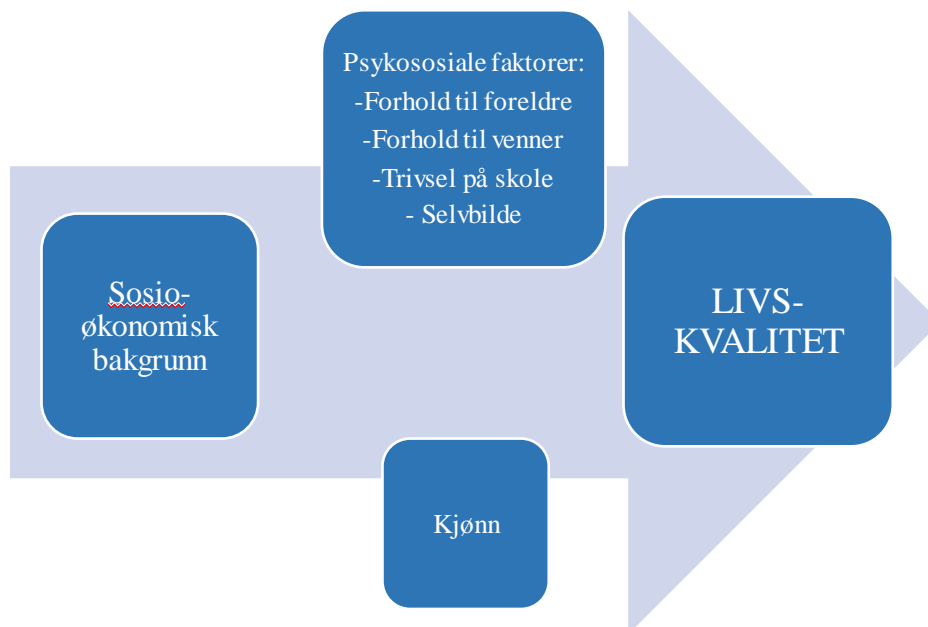 Psykososiale faktorer:
-Forhold til foreldre
-Forhold til venner
-Trivsel på skole
- Selvbilde
Sosio-
økonomisk
bakgrunn
LIVS-
KVALITET
Kjønn